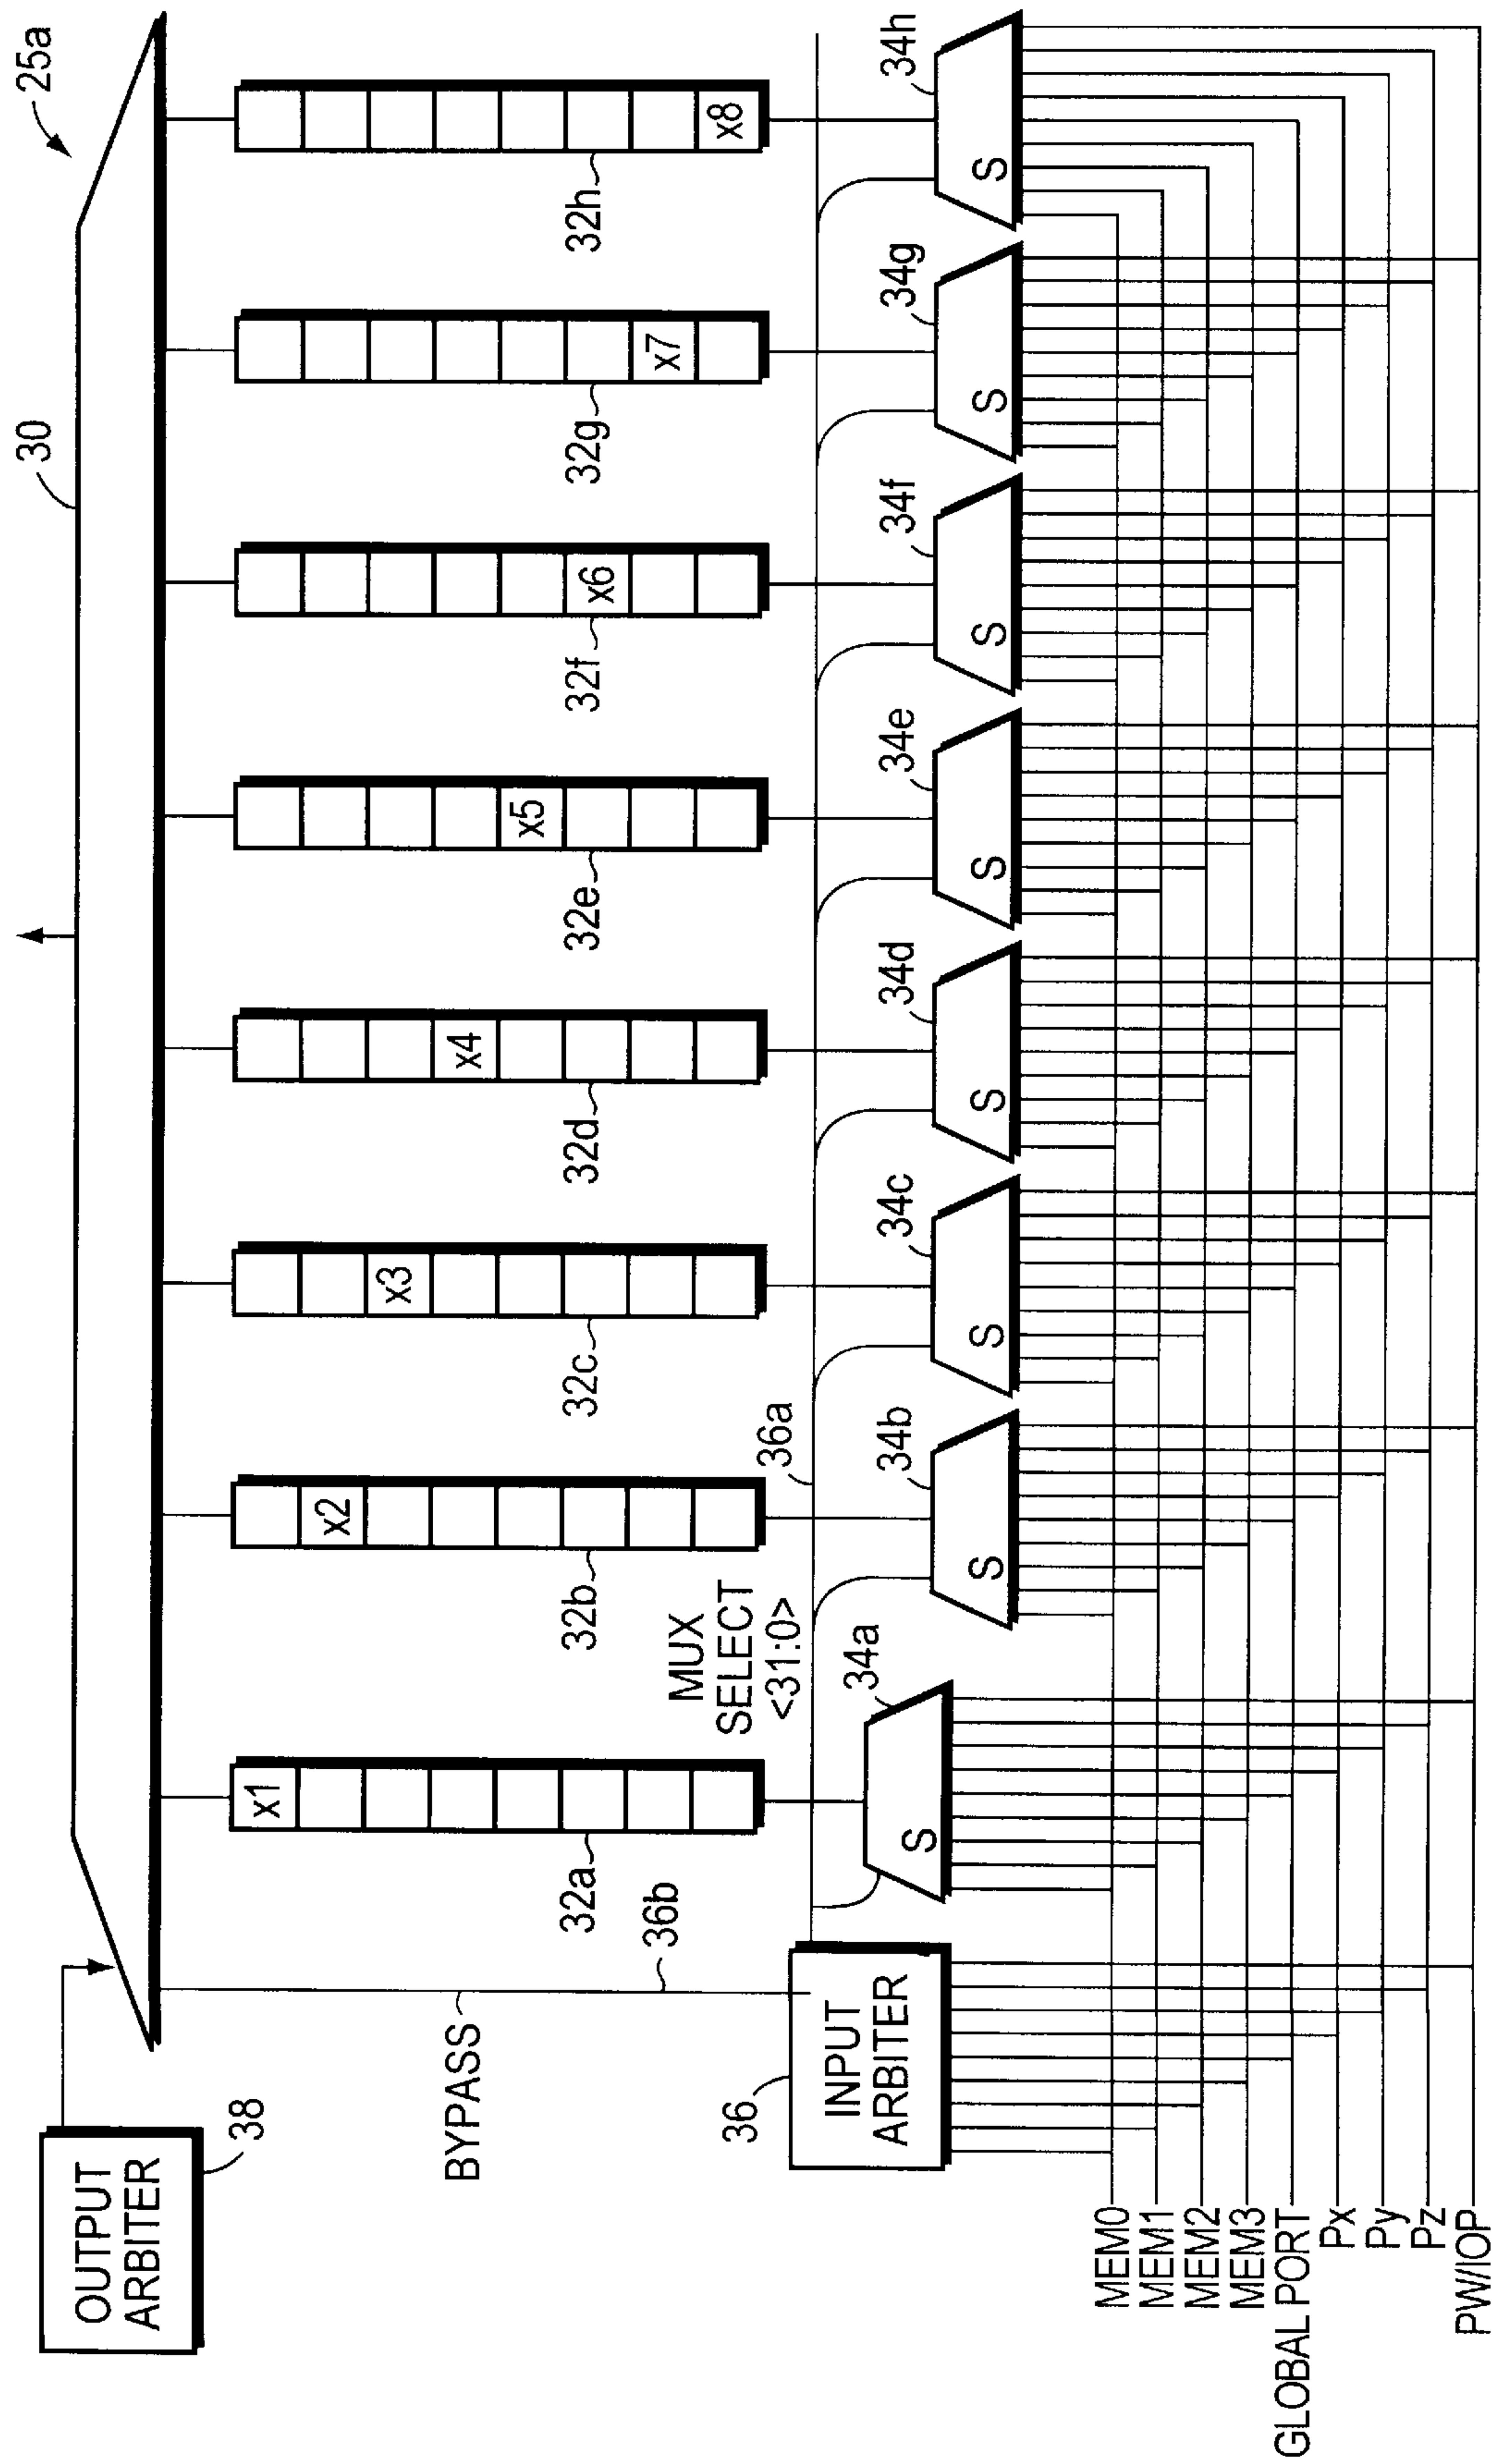 25a
30
OUTPUT
ARBITER
38
x1
x2
x3
x4
x5
x6
x7
x8
32a
32b
32c
32d
32e
32f
32g
32h
BYPASS
36b
MUX
SELECT
<31:0>
36a
36
INPUT
ARBITER
34a
34b
34c
34d
34e
34f
34g
34h
S
S
S
S
S
S
S
S
MEM0
MEM1
MEM2
MEM3
GLOBAL PORT
Px
Py
Pz
PW/IOP